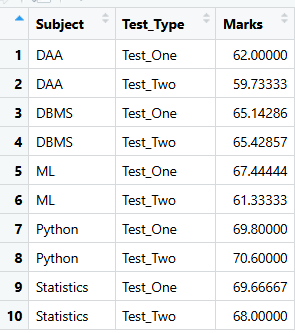 Subject Test_Type Marks
1 DAA Test_One 62.00000
2 DAA Test_Two 59.73333
3 DBMS Test_One 65.14286
4 DBMS Test_Two 65.42857
5 ML Test_One 67.44444
6 ML Test_Two 61.33333
7 Python Test_One 69.80000
8 Python Test_Two 70.60000
9 Statistics Test_One 69.66667
10 Statistics Test_Two 68.00000